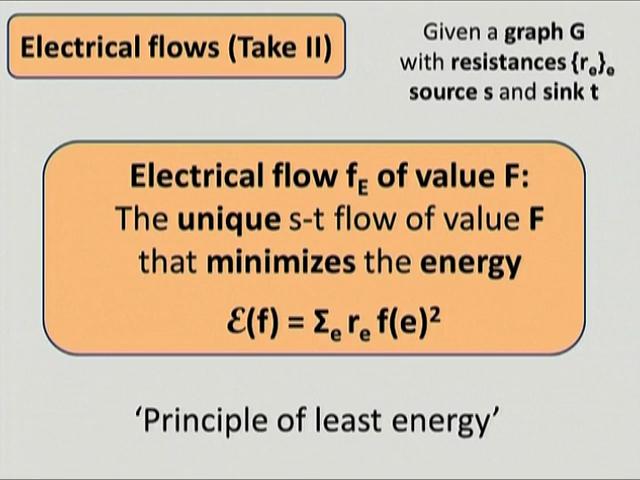 Electrical flows (Take II)
Given a graph G
with resistances {rₑ}ₑ
source s and sink t
Electrical flow f_E of value F:
The unique s-t flow of value F
that minimizes the energy
ℰ(f) = Σₑ rₑ f(e)²
‘Principle of least energy’